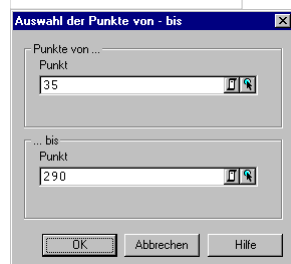 Auswahl der Punkte von - bis
Punkte von ...
Punkt
35
... bis
Punkt
290
OK Abbrechen Hilfe